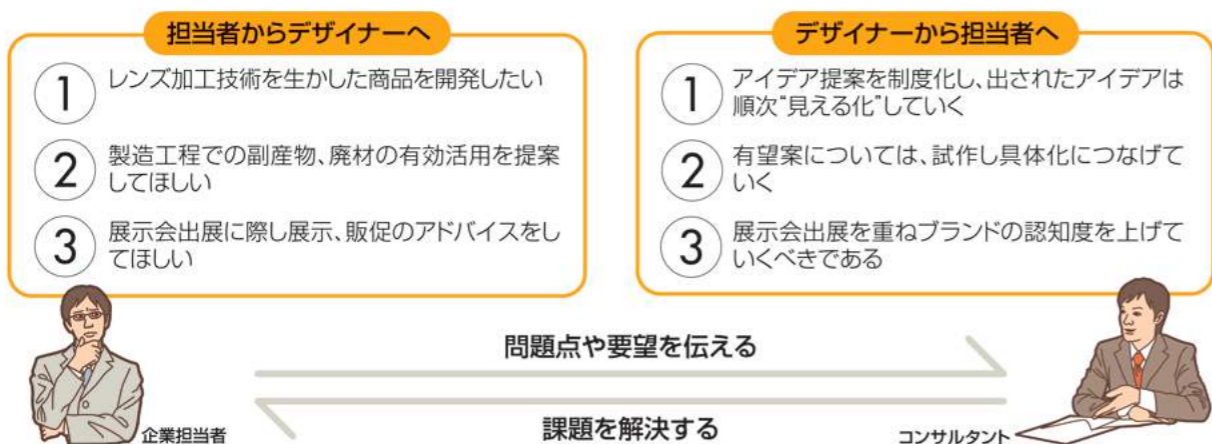 担当者からデザイナーへ
1 レンズ加工技術を生かした商品を開発したい
2 製造工程での副産物、廃材の有効活用を提案
してほしい
3 展示会出展に際し展示、販促のアドバイスをし
てほしい
デザイナーから担当者へ
1 アイデア提案を制度化し、出されたアイデアは
順次“見える化”していく
2 有望案については、試作し具体化につなげて
いく
3 展示会出展を重ねブランドの認知度を上げて
いくべきである
問題点や要望を伝える
課題を解決する
企業担当者
コンサルタント